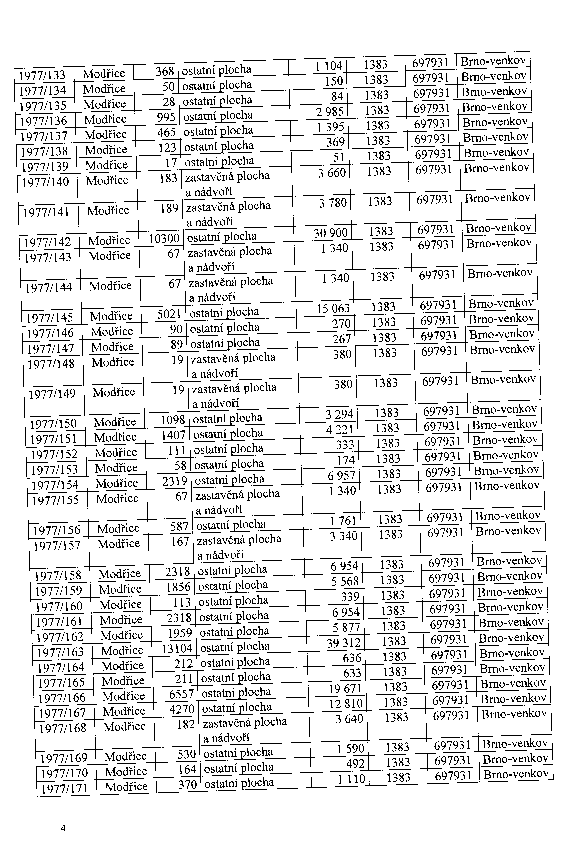 1977/133 Modřice 368 ostatní plocha 1 104 1383 697931 Brno-venkov
1977/134 Modřice 50 ostatní plocha 150 1383 697931 Brno-venkov
1977/135 Modřice 28 ostatní plocha 84 1383 697931 Brno-venkov
1977/136 Modřice 995 ostatní plocha 2 985 1383 697931 Brno-venkov
1977/137 Modřice 465 ostatní plocha 1 395 1383 697931 Brno-venkov
1977/138 Modřice 123 ostatní plocha 369 1383 697931 Brno-venkov
1977/139 Modřice 17 ostatní plocha 51 1383 697931 Brno-venkov
1977/140 Modřice 183 zastavěná plocha 3 660 1383 697931 Brno-venkov
a nádvoří
1977/141 Modřice 189 zastavěná plocha 3 780 1383 697931 Brno-venkov
a nádvoří
1977/142 Modřice 10300 ostatní plocha 30 900 1383 697931 Brno-venkov
1977/143 Modřice 67 zastavěná plocha 1 340 1383 697931 Brno-venkov
a nádvoří
1977/144 Modřice 67 zastavěná plocha 1 340 1383 697931 Brno-venkov
a nádvoří
1977/145 Modřice 5021 ostatní plocha 15 063 1383 697931 Brno-venkov
1977/146 Modřice 90 ostatní plocha 270 1383 697931 Brno-venkov
1977/147 Modřice 89 ostatní plocha 267 1383 697931 Brno-venkov
1977/148 Modřice 19 zastavěná plocha 380 1383 697931 Brno-venkov
a nádvoří
1977/149 Modřice 19 zastavěná plocha 380 1383 697931 Brno-venkov
a nádvoří
1977/150 Modřice 1098 ostatní plocha 3 294 1383 697931 Brno-venkov
1977/151 Modřice 1407 ostatní plocha 4 221 1383 697931 Brno-venkov
1977/152 Modřice 111 ostatní plocha 333 1383 697931 Brno-venkov
1977/153 Modřice 58 ostatní plocha 174 1383 697931 Brno-venkov
1977/154 Modřice 2319 ostatní plocha 6 957 1383 697931 Brno-venkov
1977/155 Modřice 67 zastavěná plocha 1 340 1383 697931 Brno-venkov
a nádvoří
1977/156 Modřice 587 ostatní plocha 1 761 1383 697931 Brno-venkov
1977/157 Modřice 167 zastavěná plocha 3 340 1383 697931 Brno-venkov
a nádvoří
1977/158 Modřice 2318 ostatní plocha 6 954 1383 697931 Brno-venkov
1977/159 Modřice 1856 ostatní plocha 5 568 1383 697931 Brno-venkov
1977/160 Modřice 113 ostatní plocha 339 1383 697931 Brno-venkov
1977/161 Modřice 2318 ostatní plocha 6 954 1383 697931 Brno-venkov
1977/162 Modřice 1959 ostatní plocha 5 877 1383 697931 Brno-venkov
1977/163 Modřice 13104 ostatní plocha 39 312 1383 697931 Brno-venkov
1977/164 Modřice 212 ostatní plocha 636 1383 697931 Brno-venkov
1977/165 Modřice 211 ostatní plocha 633 1383 697931 Brno-venkov
1977/166 Modřice 6557 ostatní plocha 19 671 1383 697931 Brno-venkov
1977/167 Modřice 4270 ostatní plocha 12 810 1383 697931 Brno-venkov
1977/168 Modřice 182 zastavěná plocha 3 640 1383 697931 Brno-venkov
a nádvoří
1977/169 Modřice 530 ostatní plocha 1 590 1383 697931 Brno-venkov
1977/170 Modřice 164 ostatní plocha 492 1383 697931 Brno-venkov
1977/171 Modřice 370 ostatní plocha 1 110 1383 697931 Brno-venkov
4